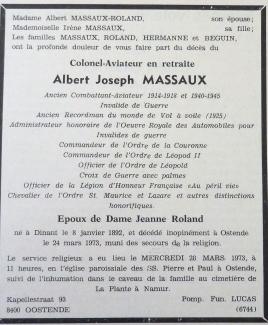 Madame Albert MASSAUX-ROLAND, son épouse;
Mademoiselle Irène MASSAUX, sa fille;
Les familles MASSAUX, ROLAND, HERMANNE et BEGUIN,
ont la profonde douleur de vous faire part du décès du
Colonel-Aviateur en retraite
Albert Joseph MASSAUX
Ancien Combattant-Aviateur 1914-1918 et 1940-1945
Invalide de Guerre
Ancien Recordman du monde de Vol à voile (1925)
Administrateur honoraire de l'Oeuvre Royale des Automobiles pour
Invalides de guerre
Commandeur de l'Ordre de la Couronne
Commandeur de l'Ordre de Léopold II
Officier de l'Ordre de Léopold
Croix de Guerre avec palmes
Officier de la Légion d'Honneur Française «Au péril vie»
Chevalier de l'Ordre St. Maurice et Lazare et autres distinctions
honorifiques.
Epoux de Dame Jeanne Roland
né à Dinant le 8 janvier 1892, et décédé inopinément à Ostende
le 24 mars 1973, muni des secours de la religion.
Le service religieux a eu lieu le MERCREDI 28 MARS 1973, à
11 heures, en l'église paroissiale des SS. Pierre et Paul à Ostende,
suivi de l'inhumation dans le caveau de la famille au cimetière de
La Plante à Namur.
Kapellestraat 93 Pomp. Fun. LUCAS
8400 OOSTENDE (6744)